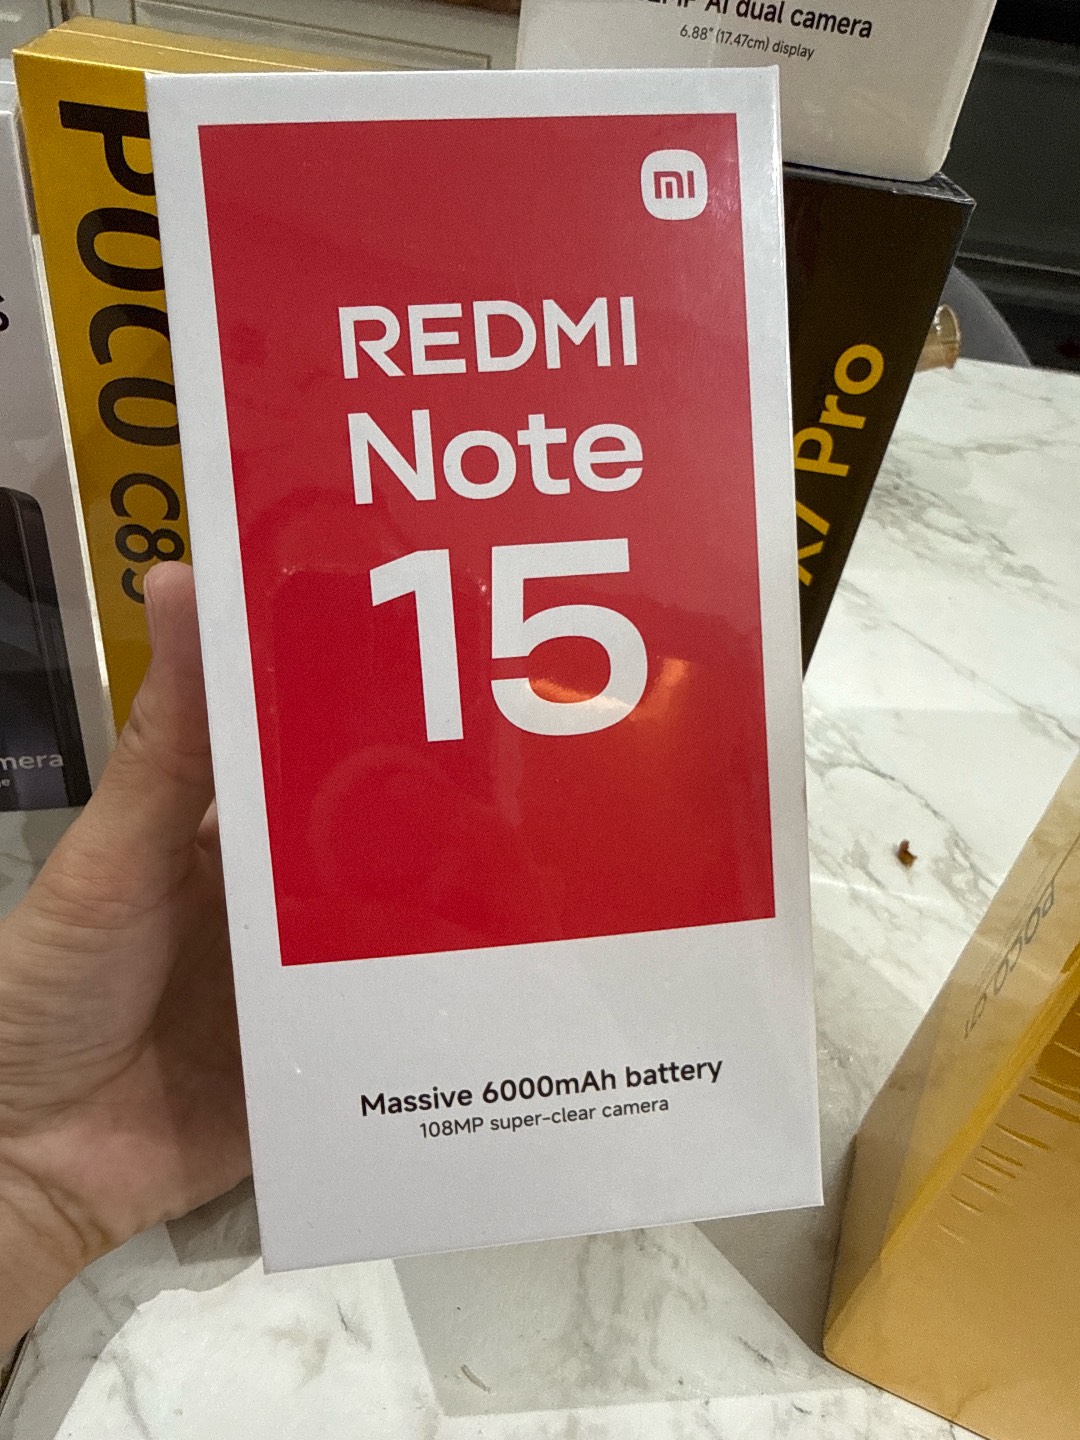 AI dual camera
6.88" (17.47cm) display
mi
REDMI
Note
15
Massive 6000mAh battery
108MP super-clear camera
POCO C85
X7 Pro
mera
POCO